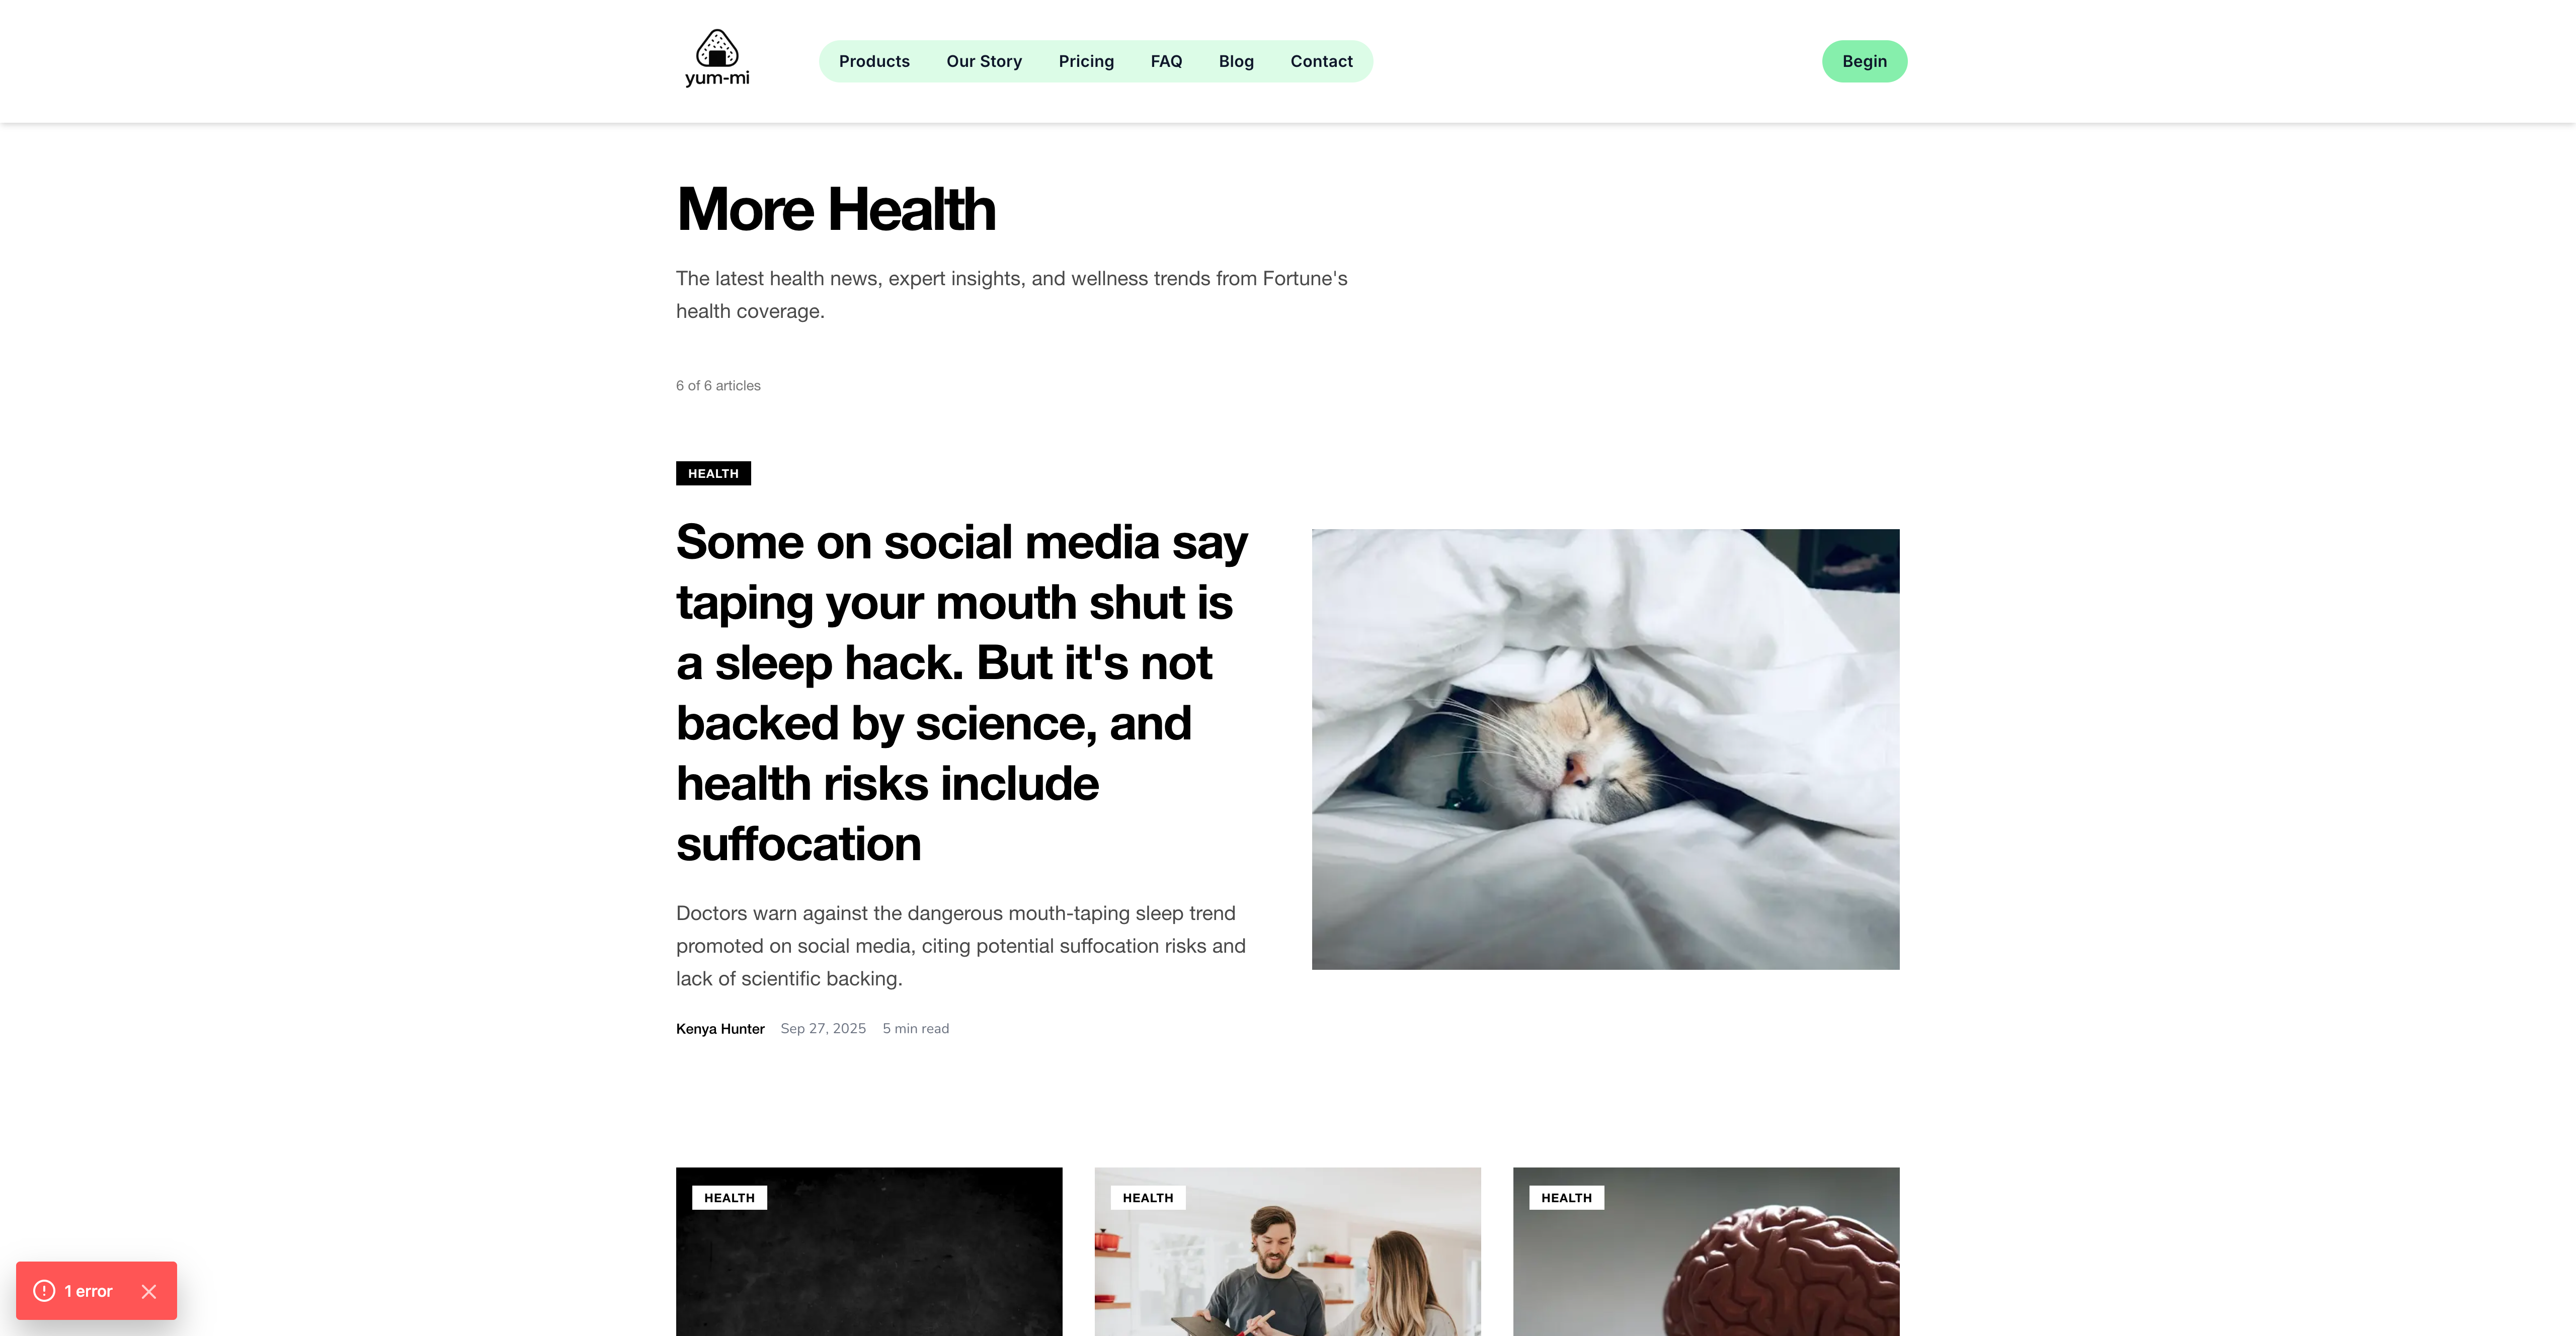 yum-mi
Products
Our Story
Pricing
FAQ
Blog
Contact
Begin
More Health
The latest health news, expert insights, and wellness trends from Fortune's
health coverage.
6 of 6 articles
HEALTH
Some on social media say
taping your mouth shut is
a sleep hack. But it's not
backed by science, and
health risks include
suffocation
Doctors warn against the dangerous mouth-taping sleep trend
promoted on social media, citing potential suffocation risks and
lack of scientific backing.
Kenya Hunter Sep 27, 2025 5 min read
HEALTH
HEALTH
HEALTH
1 error